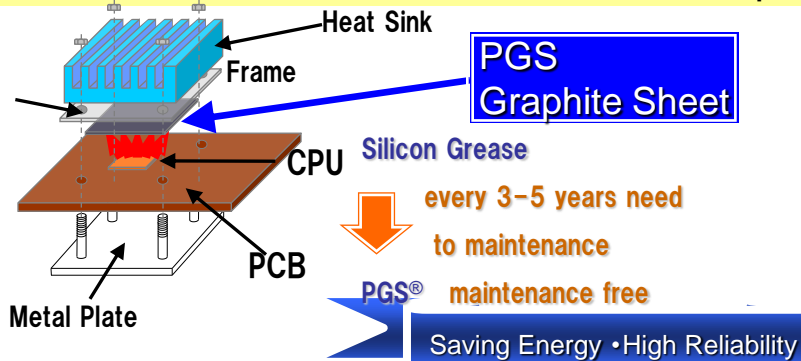 Heat Sink
Frame
PGS
Graphite Sheet
CPU
Silicon Grease
every 3-5 years need
to maintenance
PCB
PGS® maintenance free
Metal Plate
Saving Energy •High Reliability